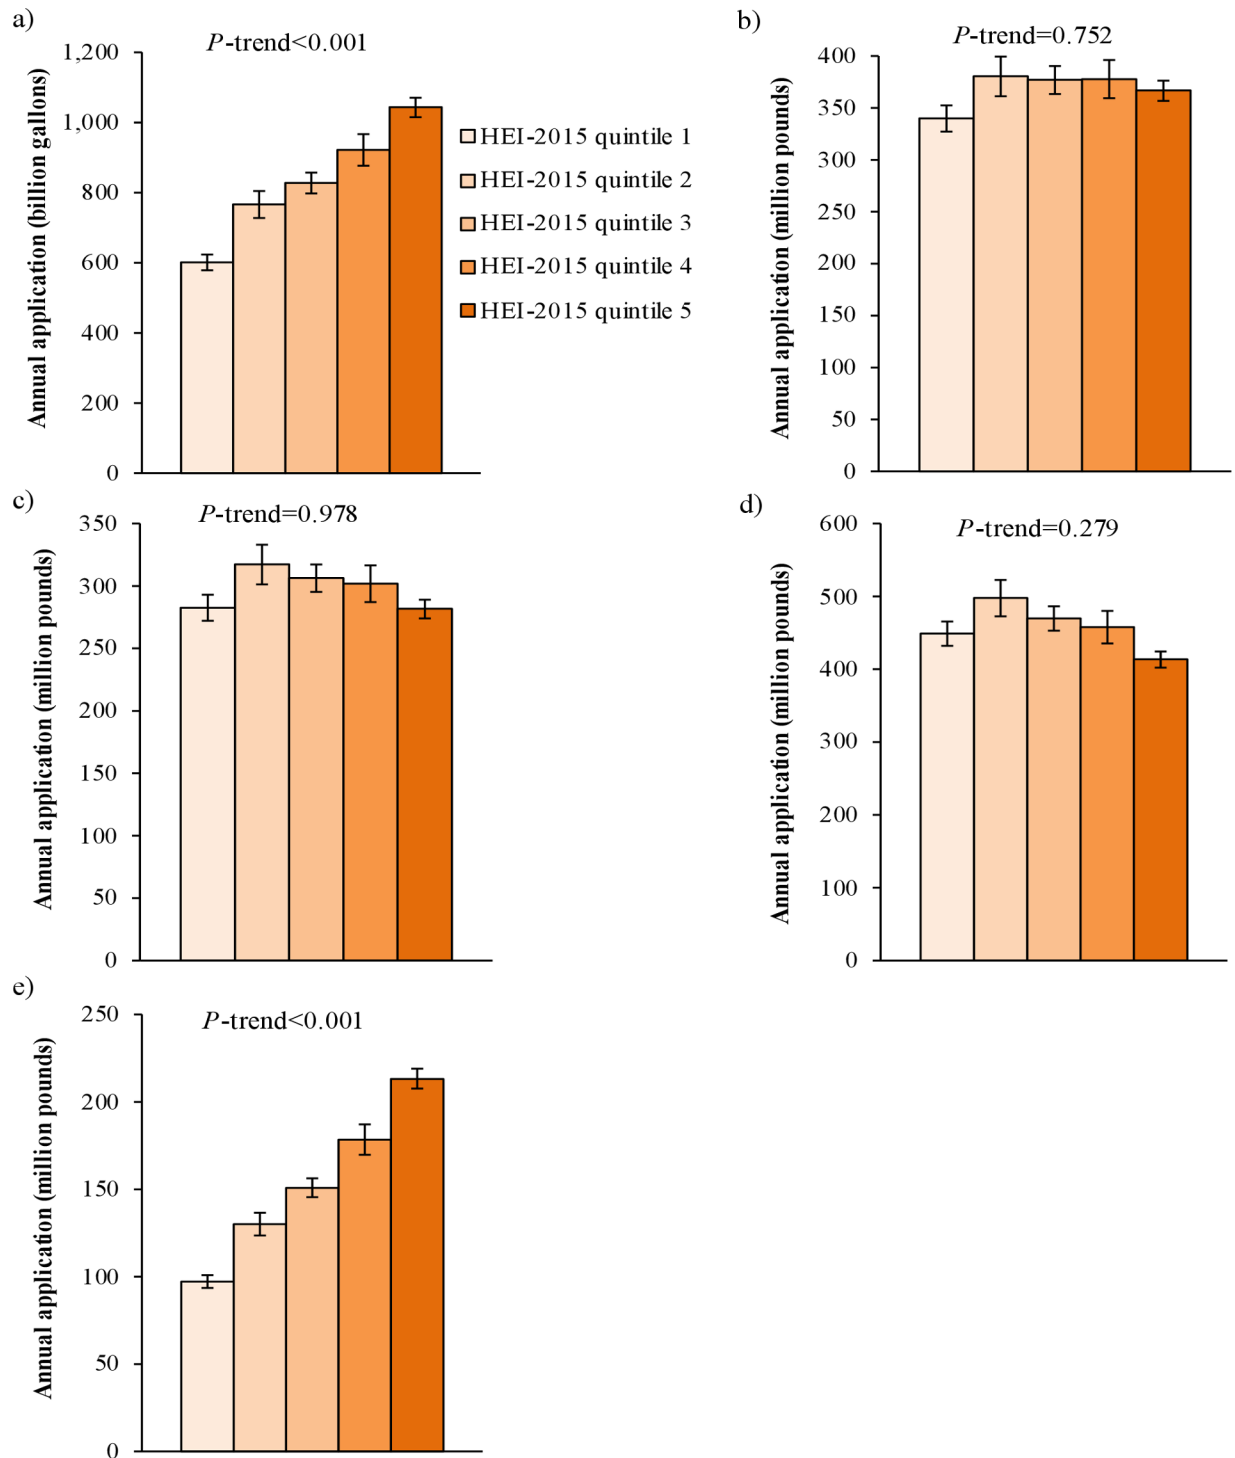 a)
P-trend<0.001
Annual application (billion gallons)
1,200
1,000
800
600
400
200
0
HEI-2015 quintile 1
HEI-2015 quintile 2
HEI-2015 quintile 3
HEI-2015 quintile 4
HEI-2015 quintile 5
b)
P-trend=0.752
Annual application (million pounds)
400
350
300
250
200
150
100
50
0
c)
P-trend=0.978
Annual application (million pounds)
350
300
250
200
150
100
50
0
d)
P-trend=0.279
Annual application (million pounds)
600
500
400
300
200
100
0
e)
P-trend<0.001
Annual application (million pounds)
250
200
150
100
50
0